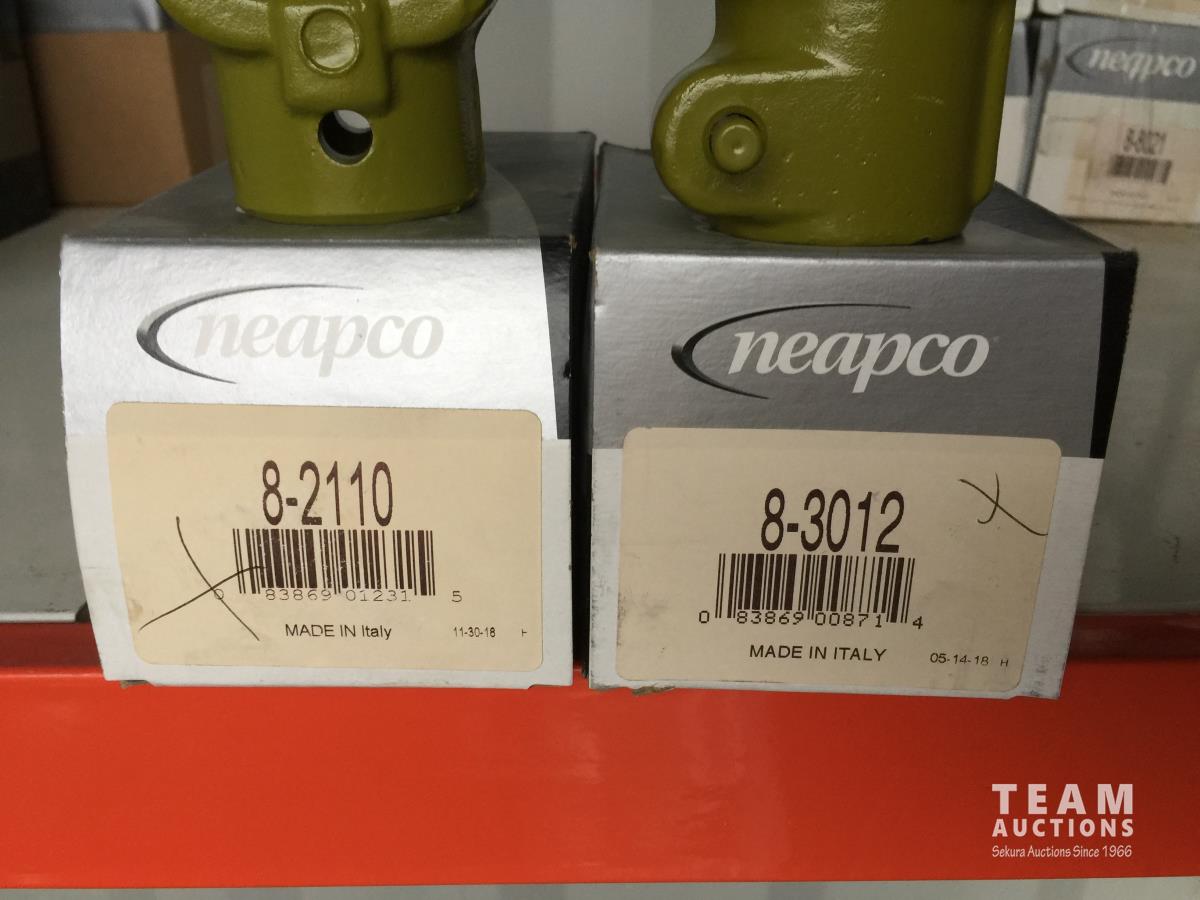 neapco
8-8021
neapco
8-2110
0 83869 01231 5
MADE IN Italy
11-30-18 H
neapco
8-3012
0 83869 00871 4
MADE IN ITALY
05-14-18 H
TEAM
AUCTIONS
Sekura Auctions Since 1966